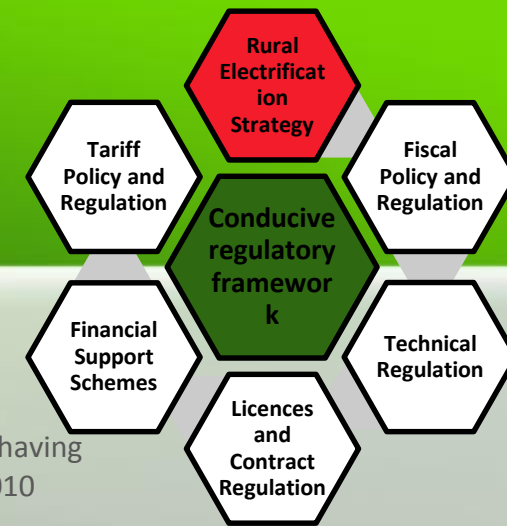 Rural
Electrificat
ion
Strategy
Tariff
Policy and
Regulation
Fiscal
Policy and
Regulation
Conducive
regulatory
framewor
k
Financial
Support
Schemes
Technical
Regulation
Licences
and
Contract
Regulation
having
010